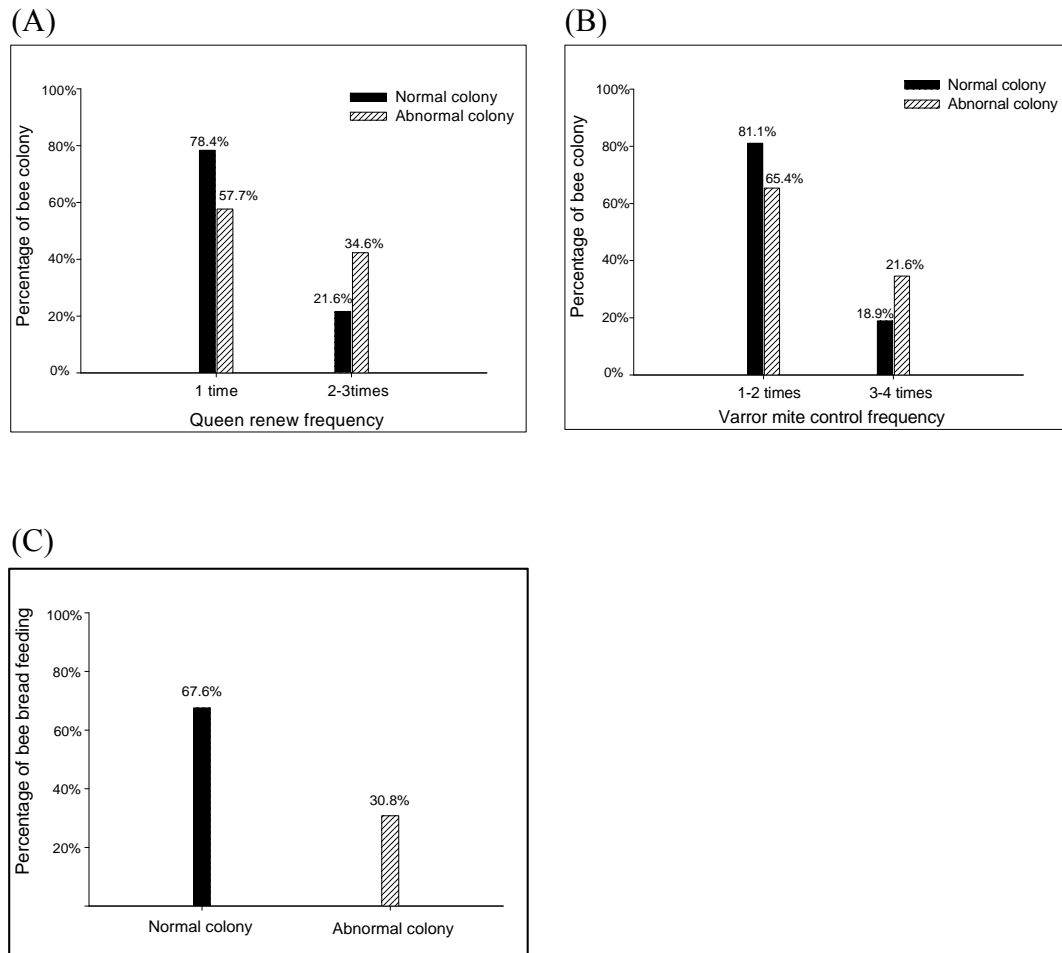 (A)
100%
80%
60%
40%
20%
0%
Percentage of bee colony
Normal colony
Abnormal colony
78.4%
57.7%
21.6%
34.6%
1 time
2-3times
Queen renew frequency
(B)
100%
80%
60%
40%
20%
0%
Percentage of bee colony
Normal colony
Abnornal colony
81.1%
65.4%
18.9%
21.6%
1-2 times
3-4 times
Varror mite control frequency
(C)
100%
80%
60%
40%
20%
Percentage of bee bread feeding
67.6%
30.8%
Normal colony
Abnormal colony